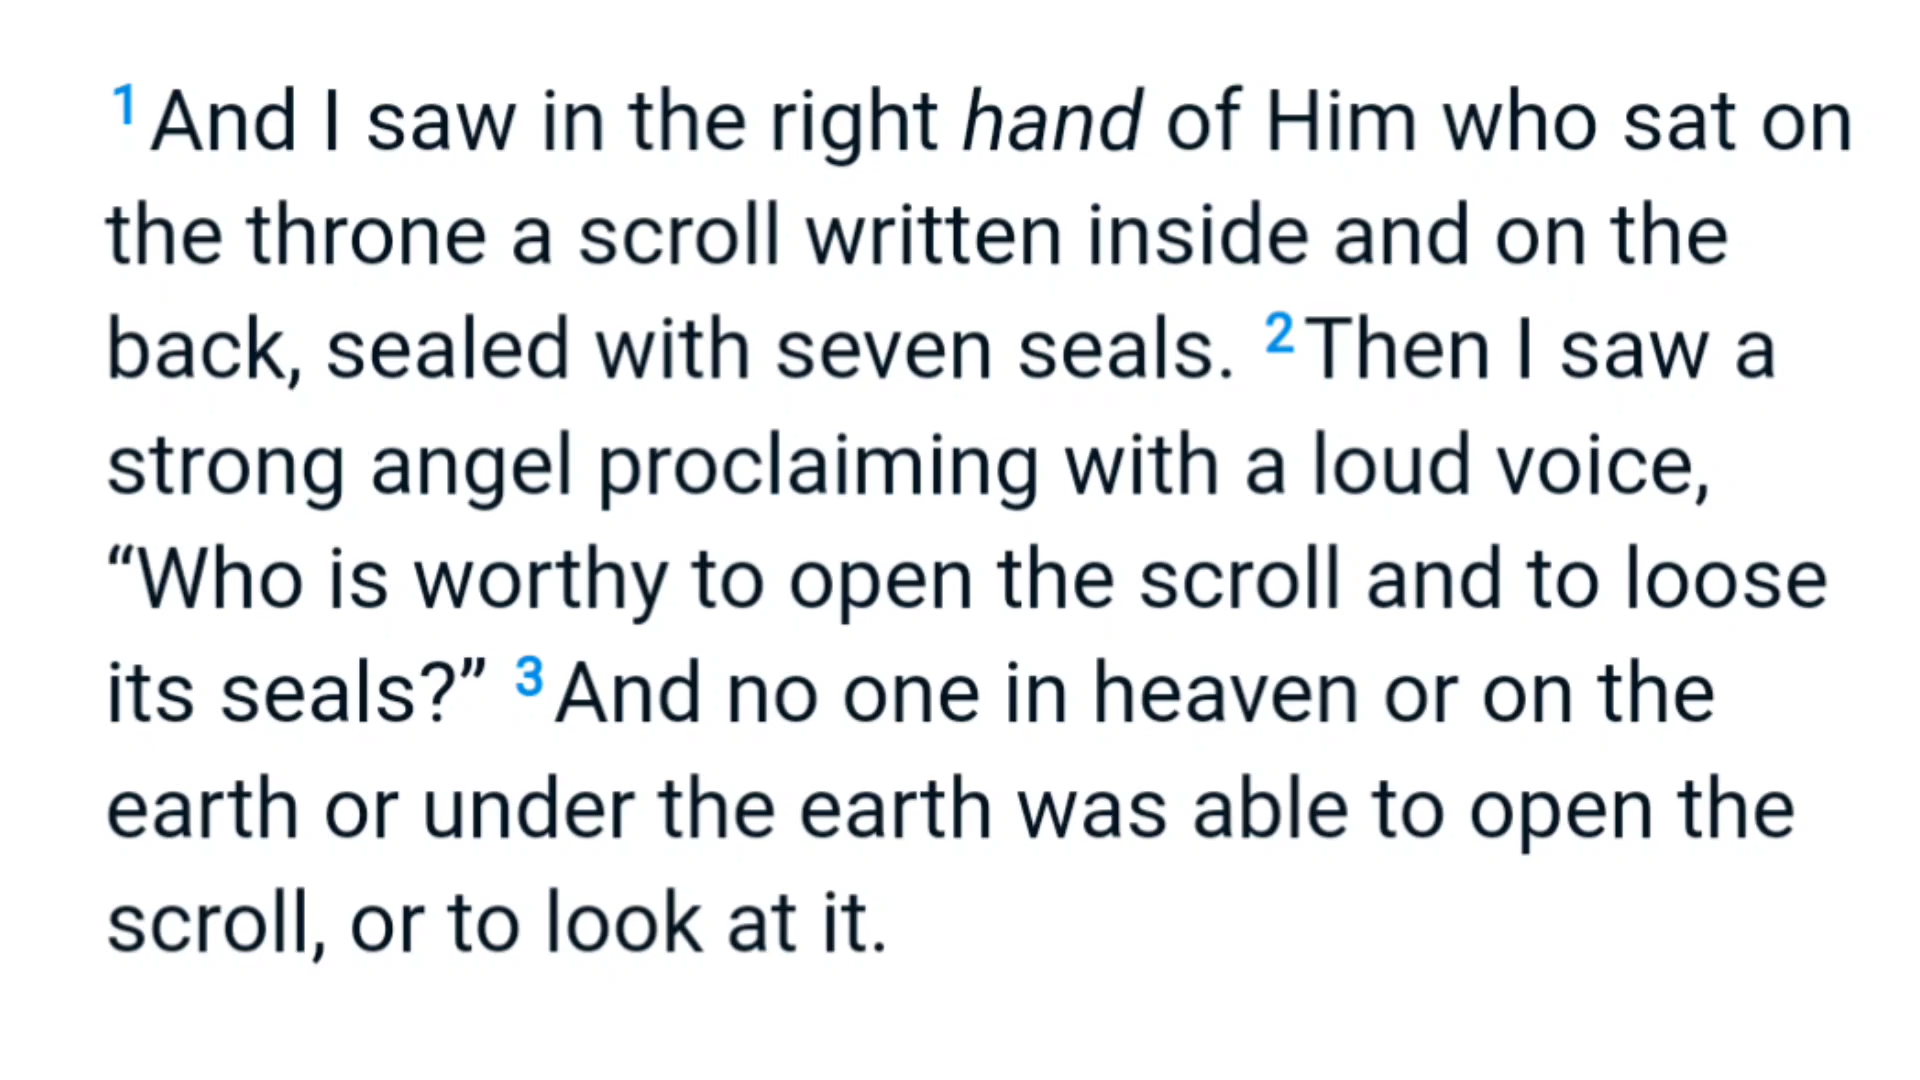 1 And I saw in the right hand of Him who sat on
the throne a scroll written inside and on the
back, sealed with seven seals. 2 Then I saw a
strong angel proclaiming with a loud voice,
“Who is worthy to open the scroll and to loose
its seals?” 3 And no one in heaven or on the
earth or under the earth was able to open the
scroll, or to look at it.